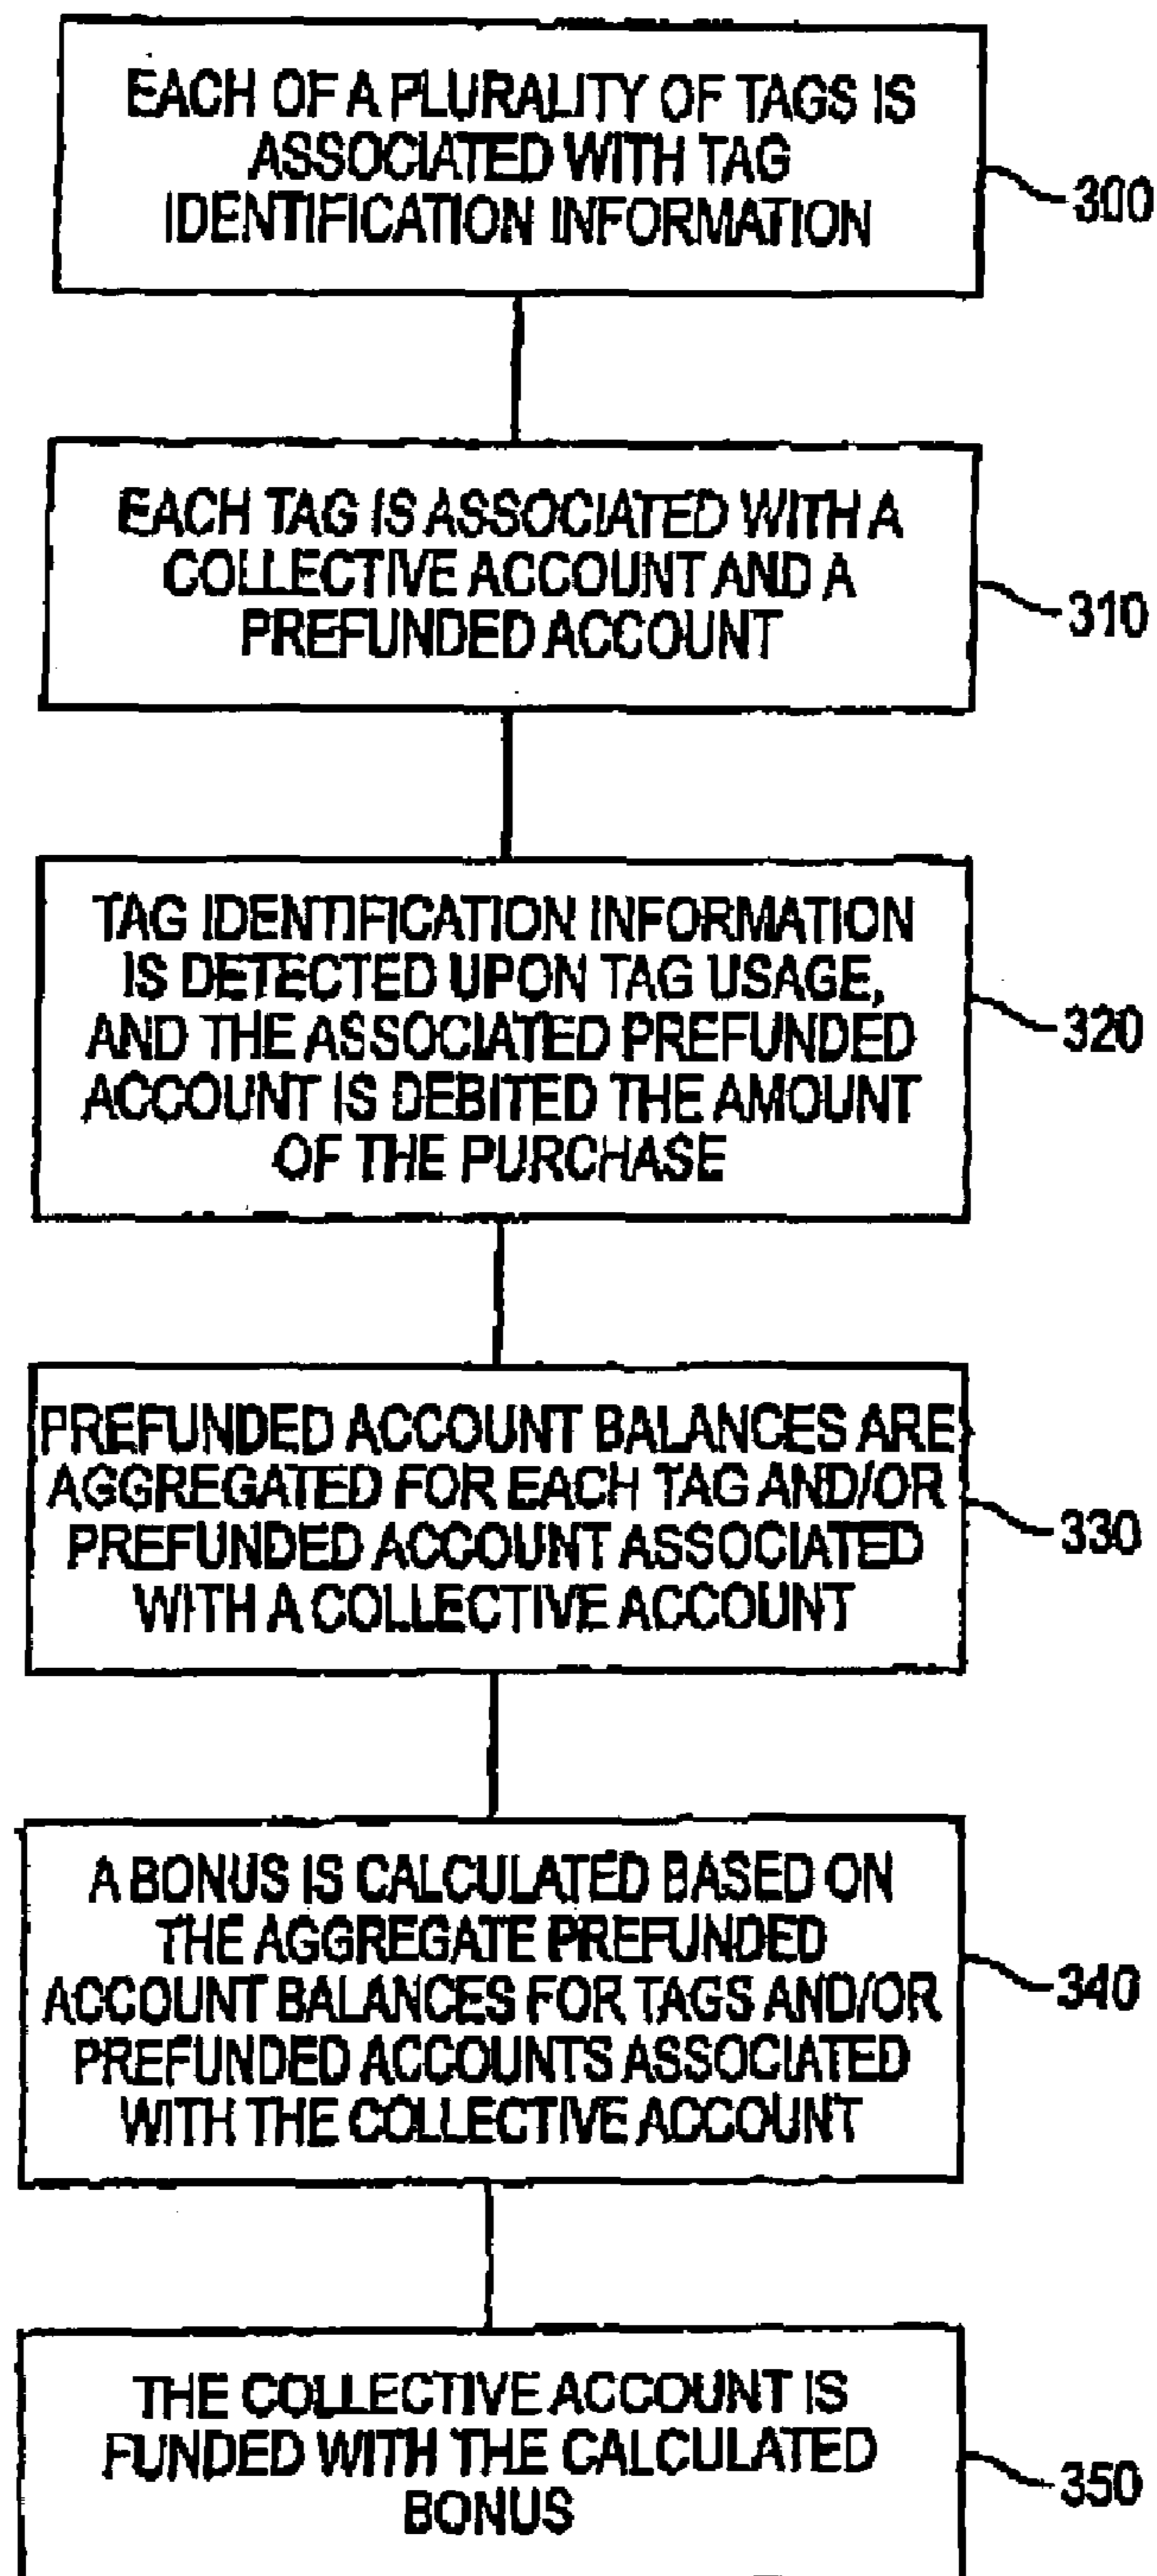 EACH OF A PLURALITY OF TAGS IS
ASSOCIATED WITH TAG
IDENTIFICATION INFORMATION
300
EACH TAG IS ASSOCIATED WITH A
COLLECTIVE ACCOUNT AND A
PREFUNDED ACCOUNT
310
TAG IDENTIFICATION INFORMATION
IS DETECTED UPON TAG USAGE,
AND THE ASSOCIATED PREFUNDED
ACCOUNT IS DEBITED THE AMOUNT
OF THE PURCHASE
320
PREFUNDED ACCOUNT BALANCES ARE
AGGREGATED FOR EACH TAG AND/OR
PREFUNDED ACCOUNT ASSOCIATED
WITH A COLLECTIVE ACCOUNT
330
A BONUS IS CALCULATED BASED ON
THE AGGREGATE PREFUNDED
ACCOUNT BALANCES FOR TAGS AND/OR
PREFUNDED ACCOUNTS ASSOCIATED
WITH THE COLLECTIVE ACCOUNT
340
THE COLLECTIVE ACCOUNT IS
FUNDED WITH THE CALCULATED
BONUS
350